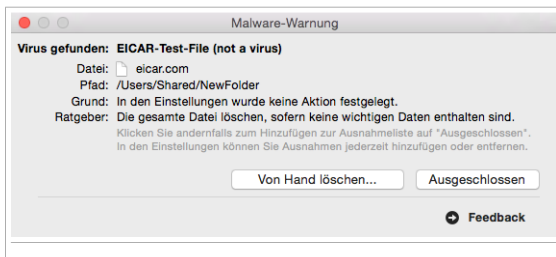 Malware-Warnung
Virus gefunden: EICAR-Test-File (not a virus)
Datei: eicar.com
Pfad: /Users/Shared/NewFolder
Grund: In den Einstellungen wurde keine Aktion festgelegt.
Ratgeber: Die gesamte Datei löschen, sofern keine wichtigen Daten enthalten sind.
Klicken Sie andernfalls zum Hinzufügen zur Ausnahmeliste auf "Ausgeschlossen".
In den Einstellungen können Sie Ausnahmen jederzeit hinzufügen oder entfernen.
Von Hand löschen... Ausgeschlossen
Feedback